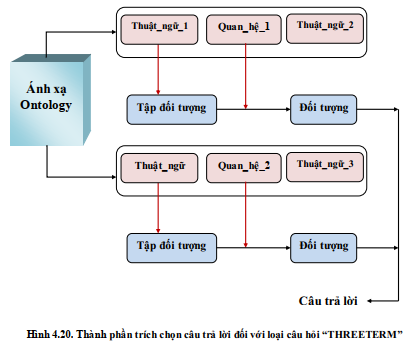 Thuật_ngữ_1 Quan_hệ_1 Thuật_ngữ_2
Ánh xạ
Ontology
Tập đối tượng Đối tượng
Thuật_ngữ Quan_hệ_2 Thuật_ngữ_3
Tập đối tượng Đối tượng
Câu trả lời
Hình 4.20. Thành phần trích chọn câu trả lời đối với loại câu hỏi “THREETERM”